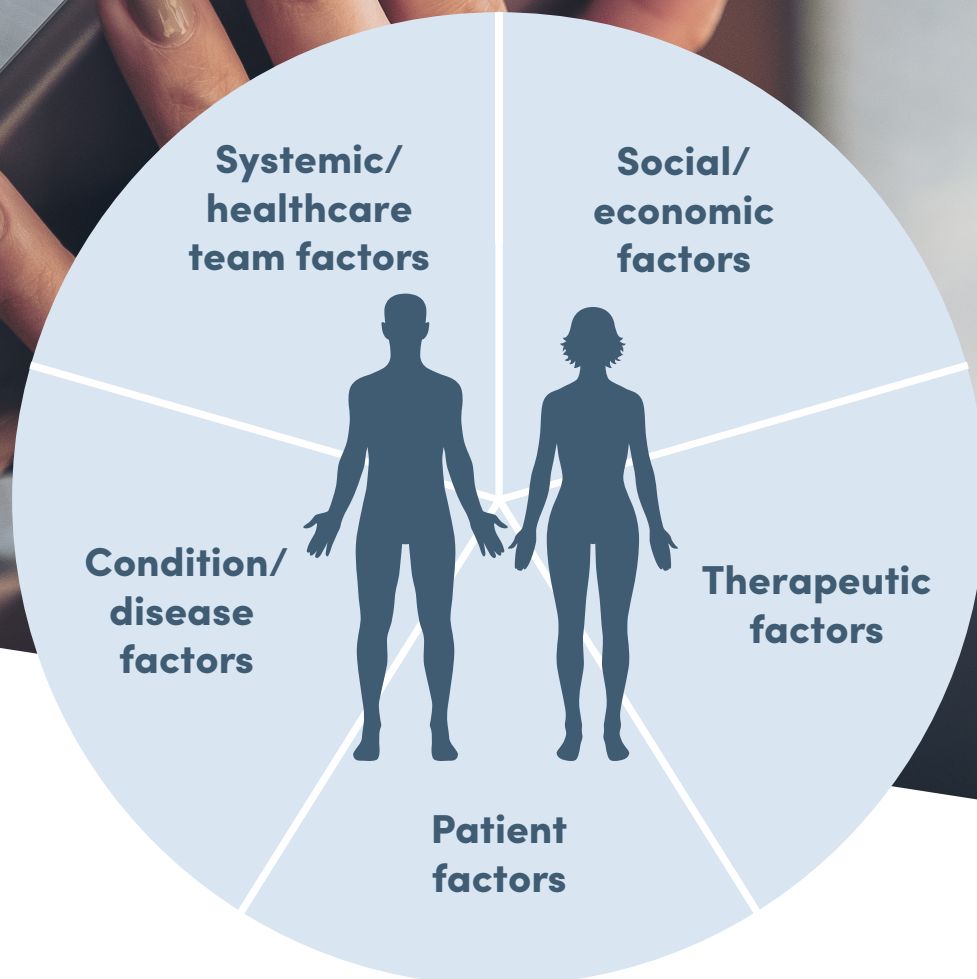 Systemic/
healthcare
team factors
Social/
economic
factors
Condition/
disease
factors
Therapeutic
factors
Patient
factors